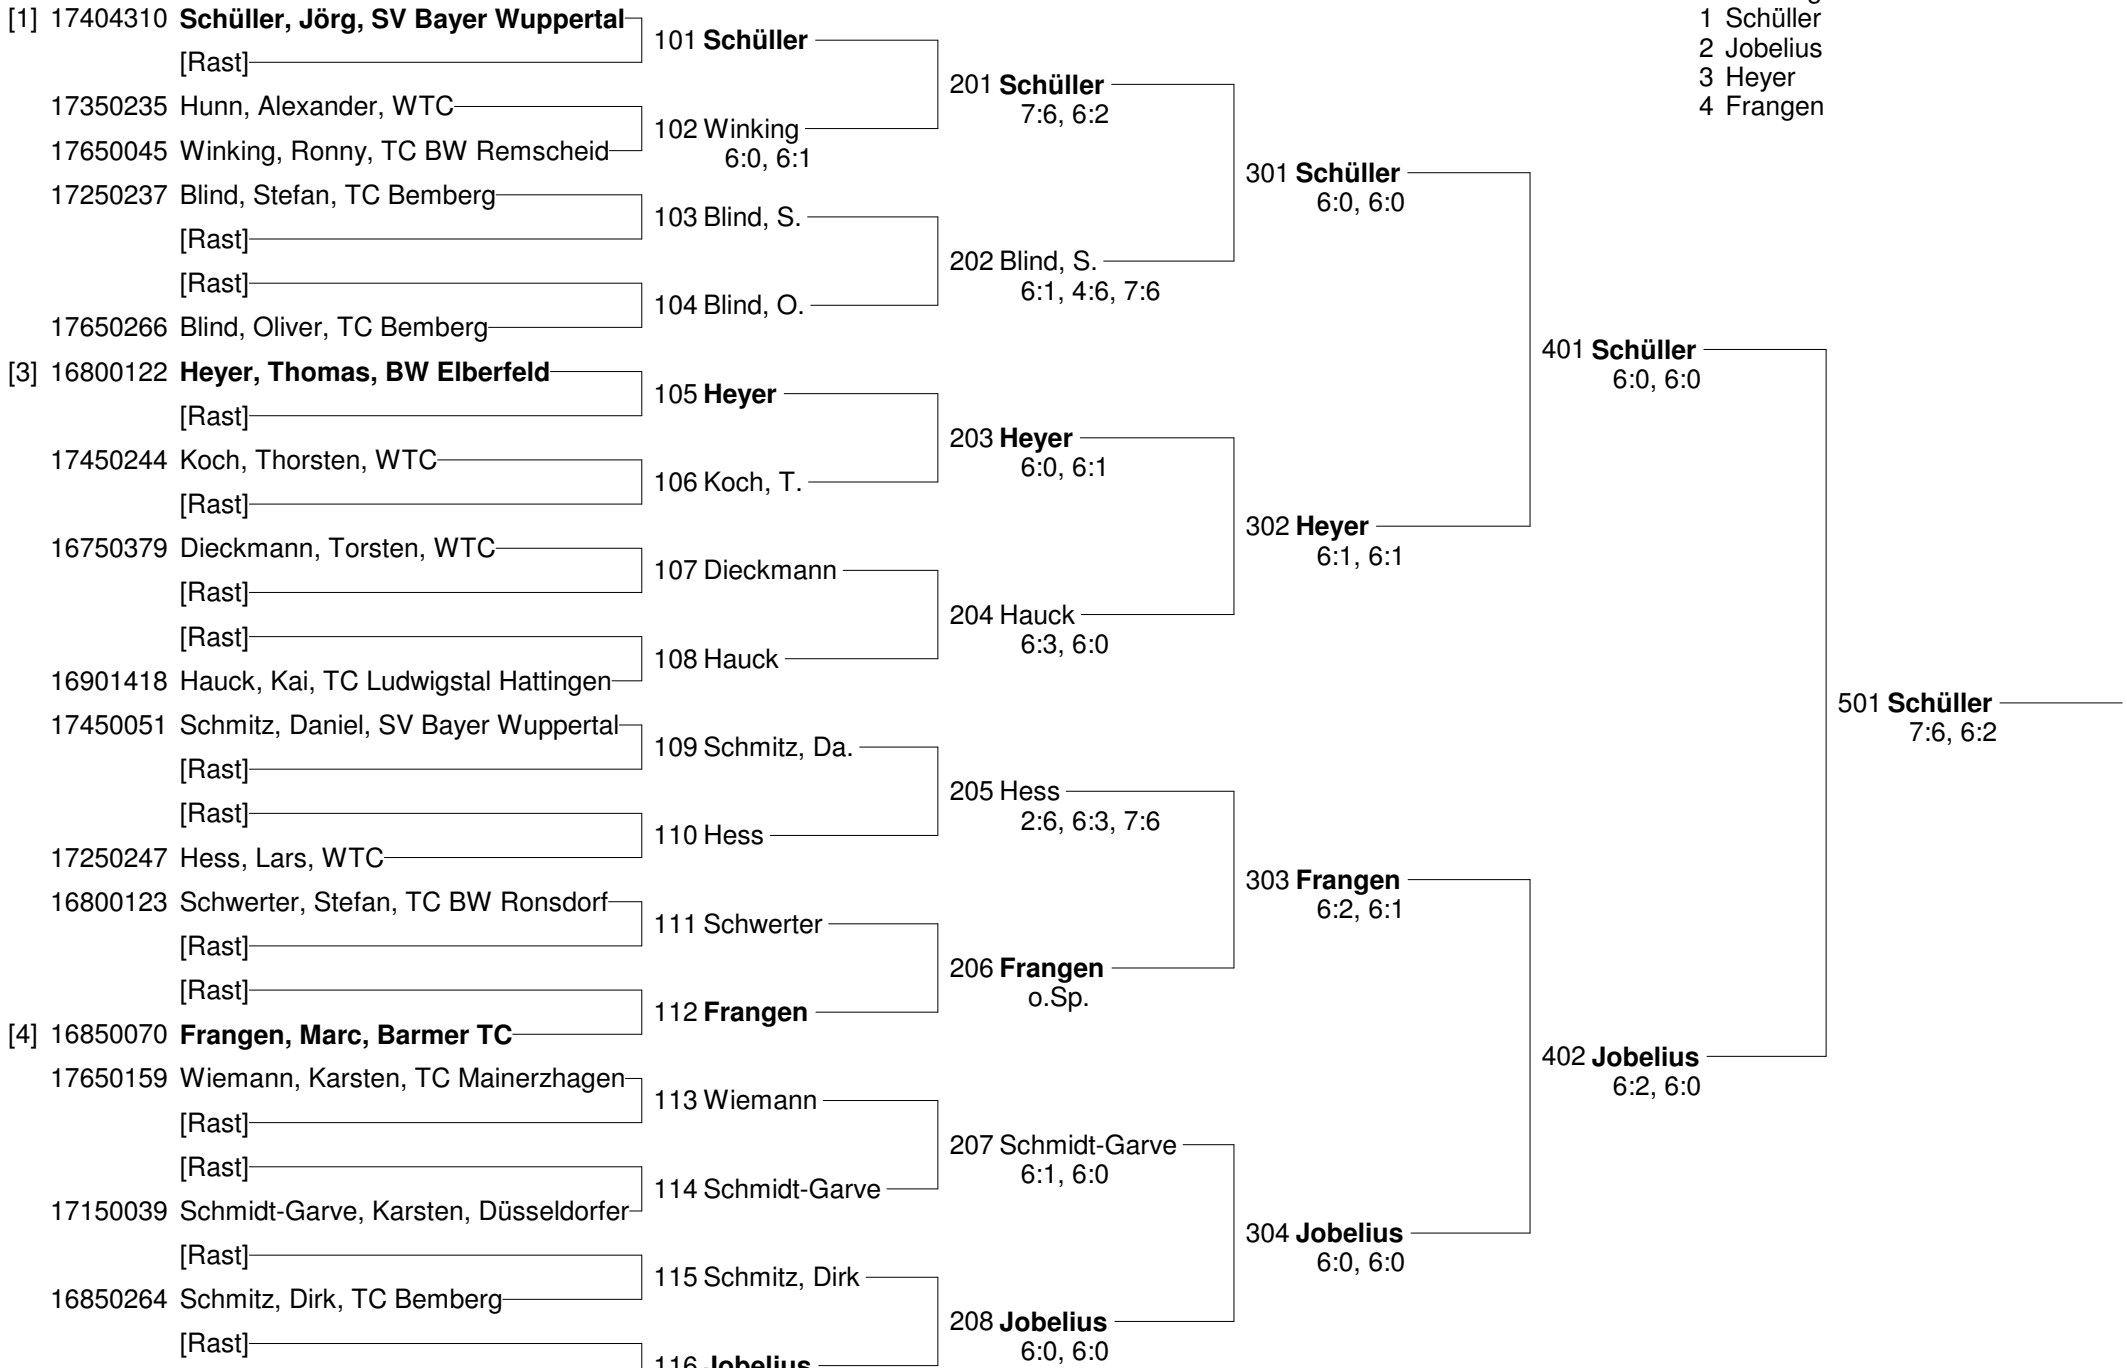 [1] 17404310 Schüller, Jörg, SV Bayer Wuppertal
[Rast]
17350235 Hunn, Alexander, WTC
17650045 Winking, Ronny, TC BW Remscheid
17250237 Blind, Stefan, TC Bemberg
[Rast]
[Rast]
17650266 Blind, Oliver, TC Bemberg
[3] 16800122 Heyer, Thomas, BW Elberfeld
[Rast]
17450244 Koch, Thorsten, WTC
[Rast]
16750379 Dieckmann, Torsten, WTC
[Rast]
[Rast]
16901418 Hauck, Kai, TC Ludwigstal Hattingen
17450051 Schmitz, Daniel, SV Bayer Wuppertal
[Rast]
[Rast]
17250247 Hess, Lars, WTC
16800123 Schwerter, Stefan, TC BW Ronsdorf
[Rast]
[Rast]
[4] 16850070 Frangen, Marc, Barmer TC
17650159 Wiemann, Karsten, TC Mainerzhagen
[Rast]
[Rast]
17150039 Schmidt-Garve, Karsten, Düsseldorfer
[Rast]
16850264 Schmitz, Dirk, TC Bemberg
[Rast]
101 Schüller
102 Winking
6:0, 6:1
103 Blind, S.
104 Blind, O.
105 Heyer
106 Koch, T.
107 Dieckmann
108 Hauck
109 Schmitz, Da.
110 Hess
111 Schwerter
112 Frangen
113 Wiemann
114 Schmidt-Garve
115 Schmitz, Dirk
116 Jobelius
201 Schüller
7:6, 6:2
202 Blind, S.
6:1, 4:6, 7:6
203 Heyer
6:0, 6:1
204 Hauck
6:3, 6:0
205 Hess
2:6, 6:3, 7:6
206 Frangen
o.Sp.
207 Schmidt-Garve
6:1, 6:0
208 Jobelius
6:0, 6:0
301 Schüller
6:0, 6:0
302 Heyer
6:1, 6:1
303 Frangen
6:2, 6:1
304 Jobelius
6:0, 6:0
401 Schüller
6:0, 6:0
402 Jobelius
6:2, 6:0
501 Schüller
7:6, 6:2
1 Schüller
2 Jobelius
3 Heyer
4 Frangen